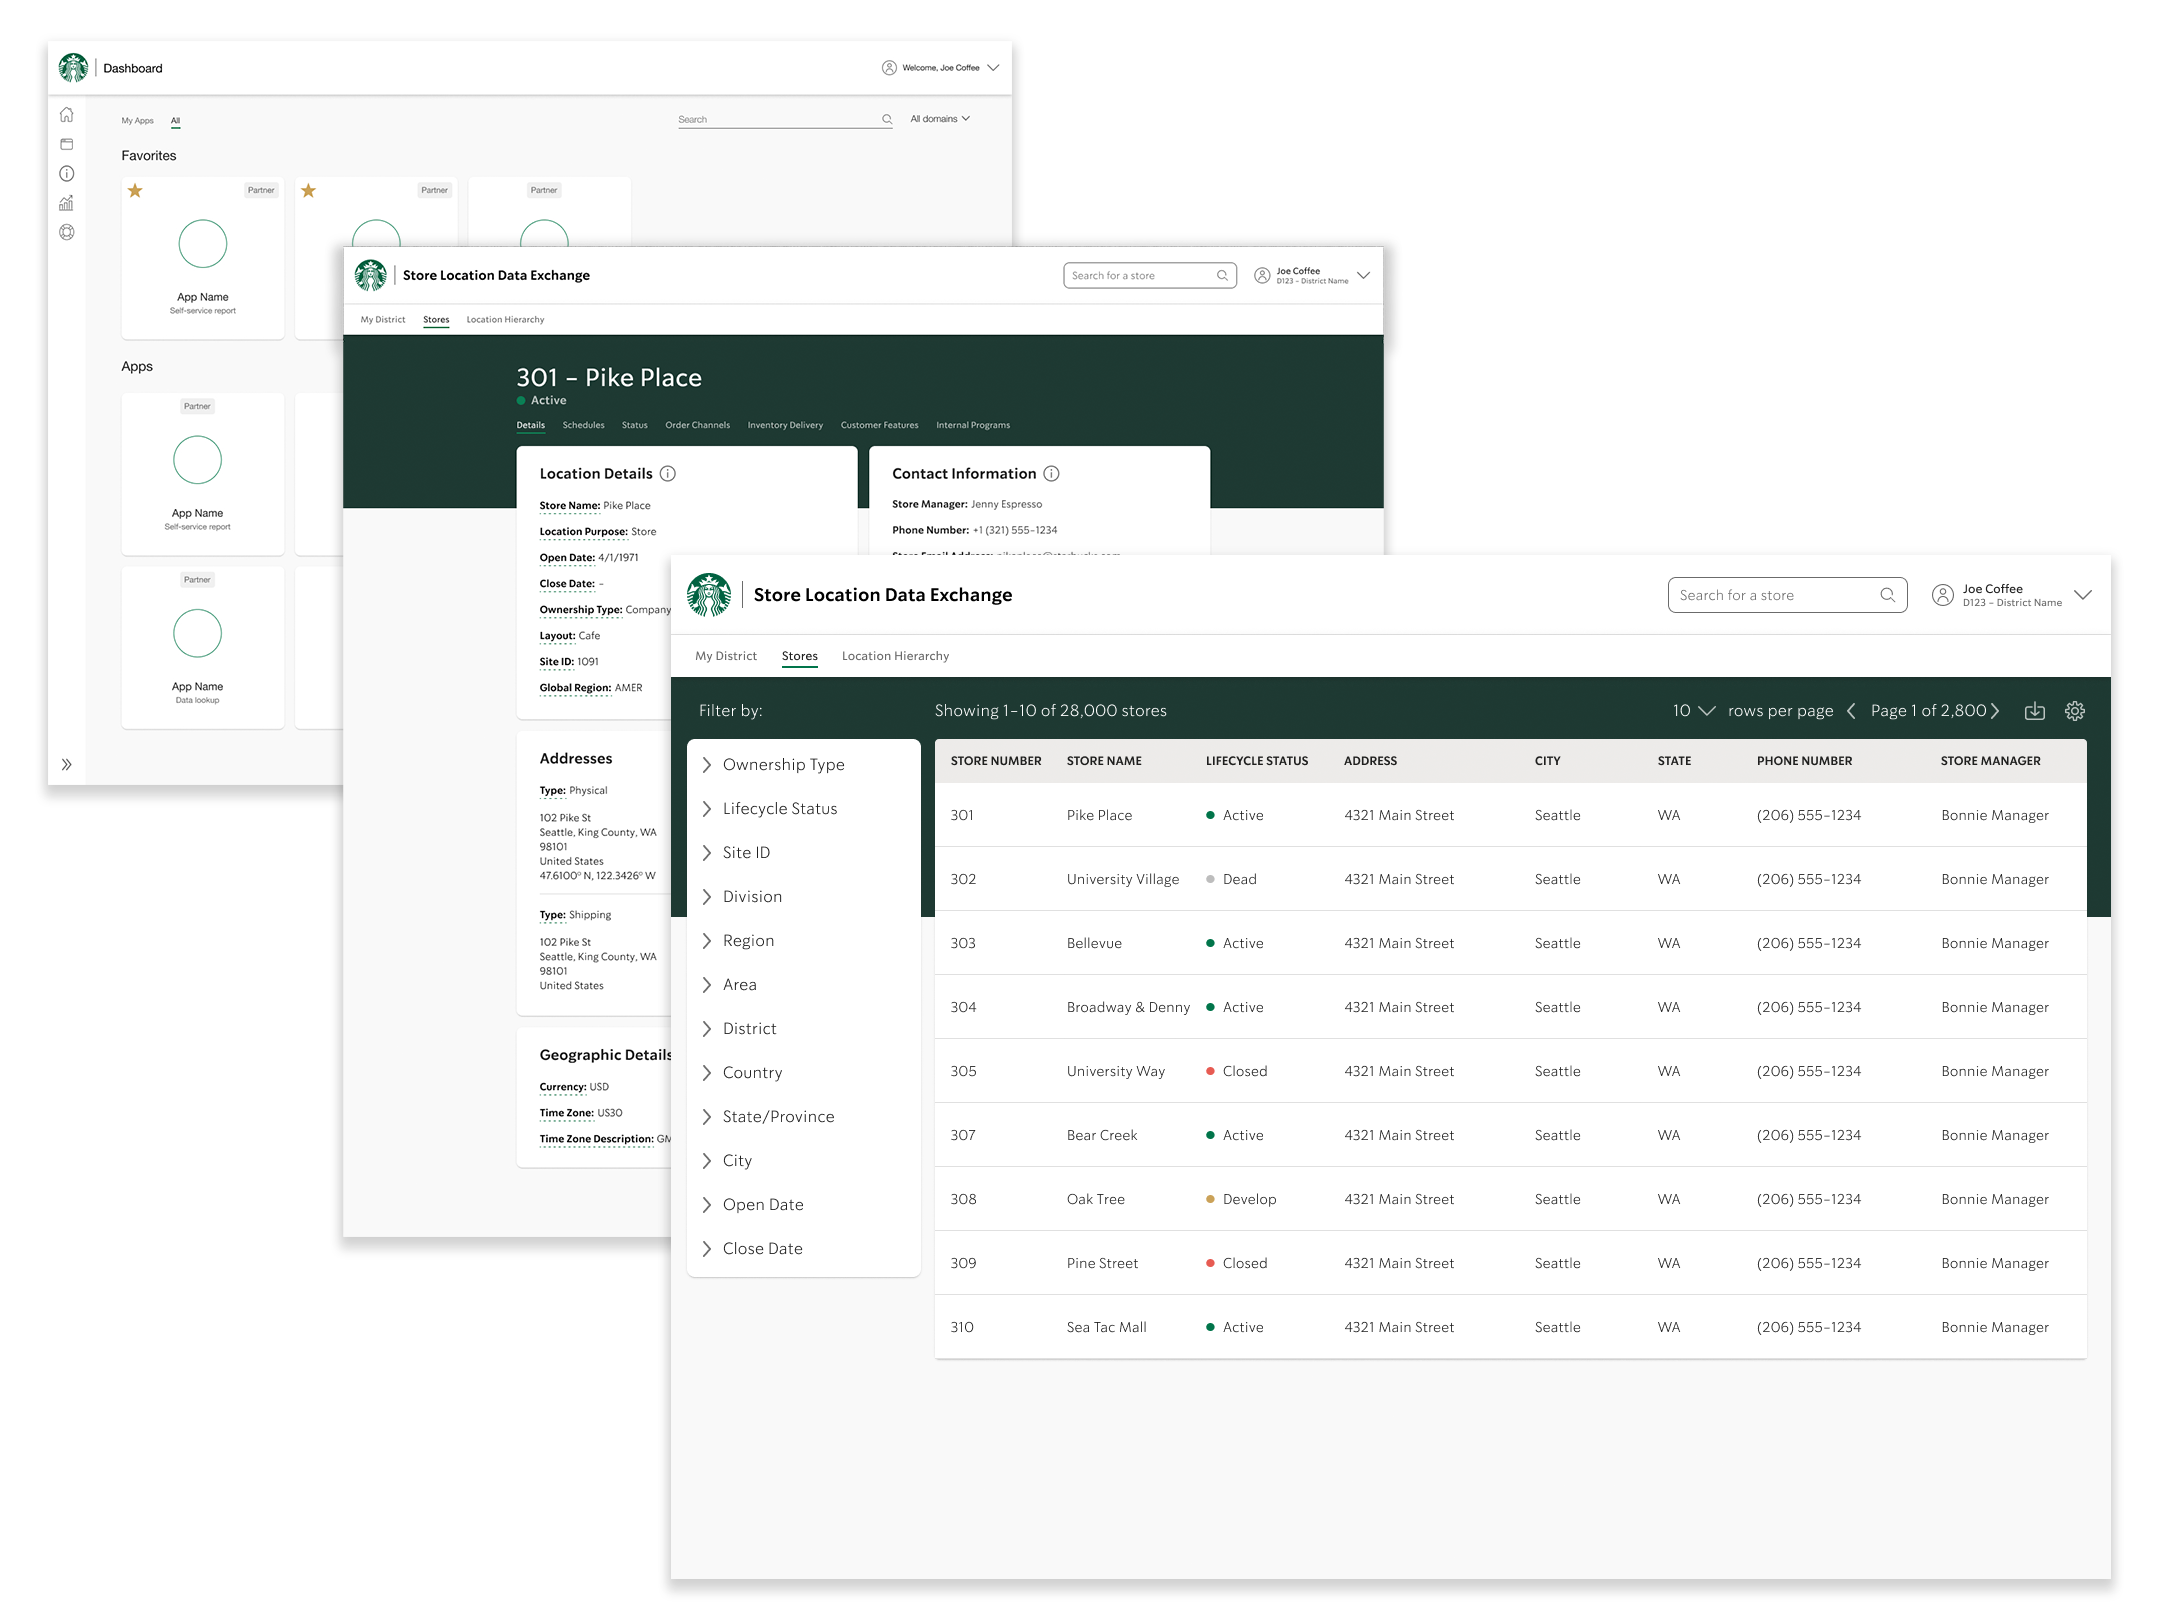 Dashboard
Welcome, Joe Coffee
My Apps
All
Search
All domains
Favorites
Partner
App Name
Self-service report
Partner
Partner
Apps
Partner
App Name
Self-service report
Partner
App Name
Data lookup
Store Location Data Exchange
Search for a store
Joe Coffee
D123 – District Name
My District
Stores
Location Hierarchy
301 – Pike Place
Active
Details
Schedules
Status
Order Channels
Inventory Delivery
Customer Features
Internal Programs
Location Details
Store Name: Pike Place
Location Purpose: Store
Open Date: 4/1/1971
Close Date: –
Ownership Type: Company
Layout: Cafe
Site ID: 1091
Global Region: AMER
Contact Information
Store Manager: Jenny Espresso
Phone Number: +1 (321) 555-1234
Addresses
Type: Physical
102 Pike St
Seattle, King County, WA
98101
United States
47.6100° N, 122.3426° W
Type: Shipping
102 Pike St
Seattle, King County, WA
98101
United States
Geographic Details
Currency: USD
Time Zone: US30
Time Zone Description: GM
Store Location Data Exchange
Search for a store
Joe Coffee
D123 – District Name
My District
Stores
Location Hierarchy
Filter by:
Showing 1–10 of 28,000 stores
10 rows per page
Page 1 of 2,800
Ownership Type
Lifecycle Status
Site ID
Division
Region
Area
District
Country
State/Province
City
Open Date
Close Date
STORE NUMBER STORE NAME LIFECYCLE STATUS ADDRESS CITY STATE PHONE NUMBER STORE MANAGER
301 Pike Place Active 4321 Main Street Seattle WA (206) 555-1234 Bonnie Manager
302 University Village Dead 4321 Main Street Seattle WA (206) 555-1234 Bonnie Manager
303 Bellevue Active 4321 Main Street Seattle WA (206) 555-1234 Bonnie Manager
304 Broadway & Denny Active 4321 Main Street Seattle WA (206) 555-1234 Bonnie Manager
305 University Way Closed 4321 Main Street Seattle WA (206) 555-1234 Bonnie Manager
307 Bear Creek Active 4321 Main Street Seattle WA (206) 555-1234 Bonnie Manager
308 Oak Tree Develop 4321 Main Street Seattle WA (206) 555-1234 Bonnie Manager
309 Pine Street Closed 4321 Main Street Seattle WA (206) 555-1234 Bonnie Manager
310 Sea Tac Mall Active 4321 Main Street Seattle WA (206) 555-1234 Bonnie Manager